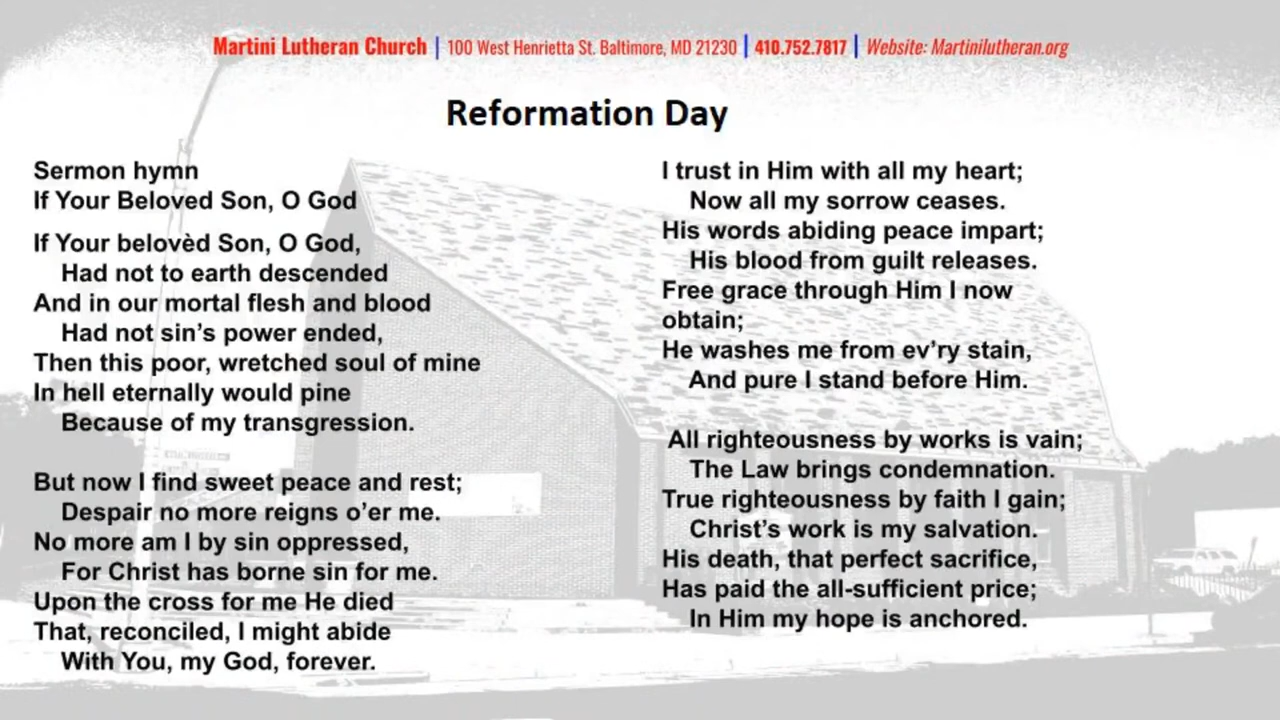 Martini Lutheran Church | 100 West Henrietta St. Baltimore, MD 21230 | 410.752.7817 | Website: Martinilutheran.org
Reformation Day
Sermon hymn
If Your Beloved Son, O God
If Your belovèd Son, O God,
Had not to earth descended
And in our mortal flesh and blood
Had not sin’s power ended,
Then this poor, wretched soul of mine
In hell eternally would pine
Because of my transgression.
But now I find sweet peace and rest;
Despair no more reigns o’er me.
No more am I by sin oppressed,
For Christ has borne sin for me.
Upon the cross for me He died
That, reconciled, I might abide
With You, my God, forever.
I trust in Him with all my heart;
Now all my sorrow ceases.
His words abiding peace impart;
His blood from guilt releases.
Free grace through Him I now
obtain;
He washes me from ev’ry stain,
And pure I stand before Him.
All righteousness by works is vain;
The Law brings condemnation.
True righteousness by faith I gain;
Christ’s work is my salvation.
His death, that perfect sacrifice,
Has paid the all-sufficient price;
In Him my hope is anchored.